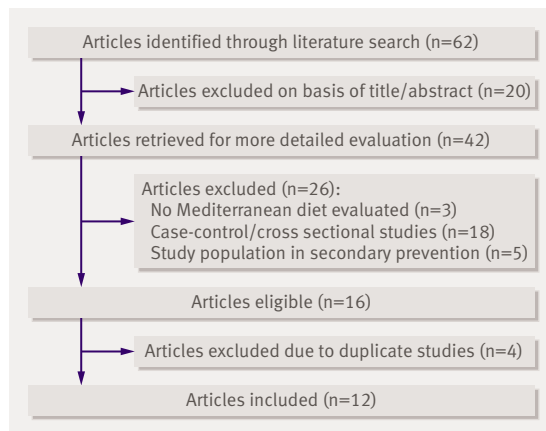 Articles identified through literature search (n=62)
Articles excluded on basis of title/abstract (n=20)
Articles retrieved for more detailed evaluation (n=42)
Articles excluded (n=26):
No Mediterranean diet evaluated (n=3)
Case-control/cross sectional studies (n=18)
Study population in secondary prevention (n=5)
Articles eligible (n=16)
Articles excluded due to duplicate studies (n=4)
Articles included (n=12)